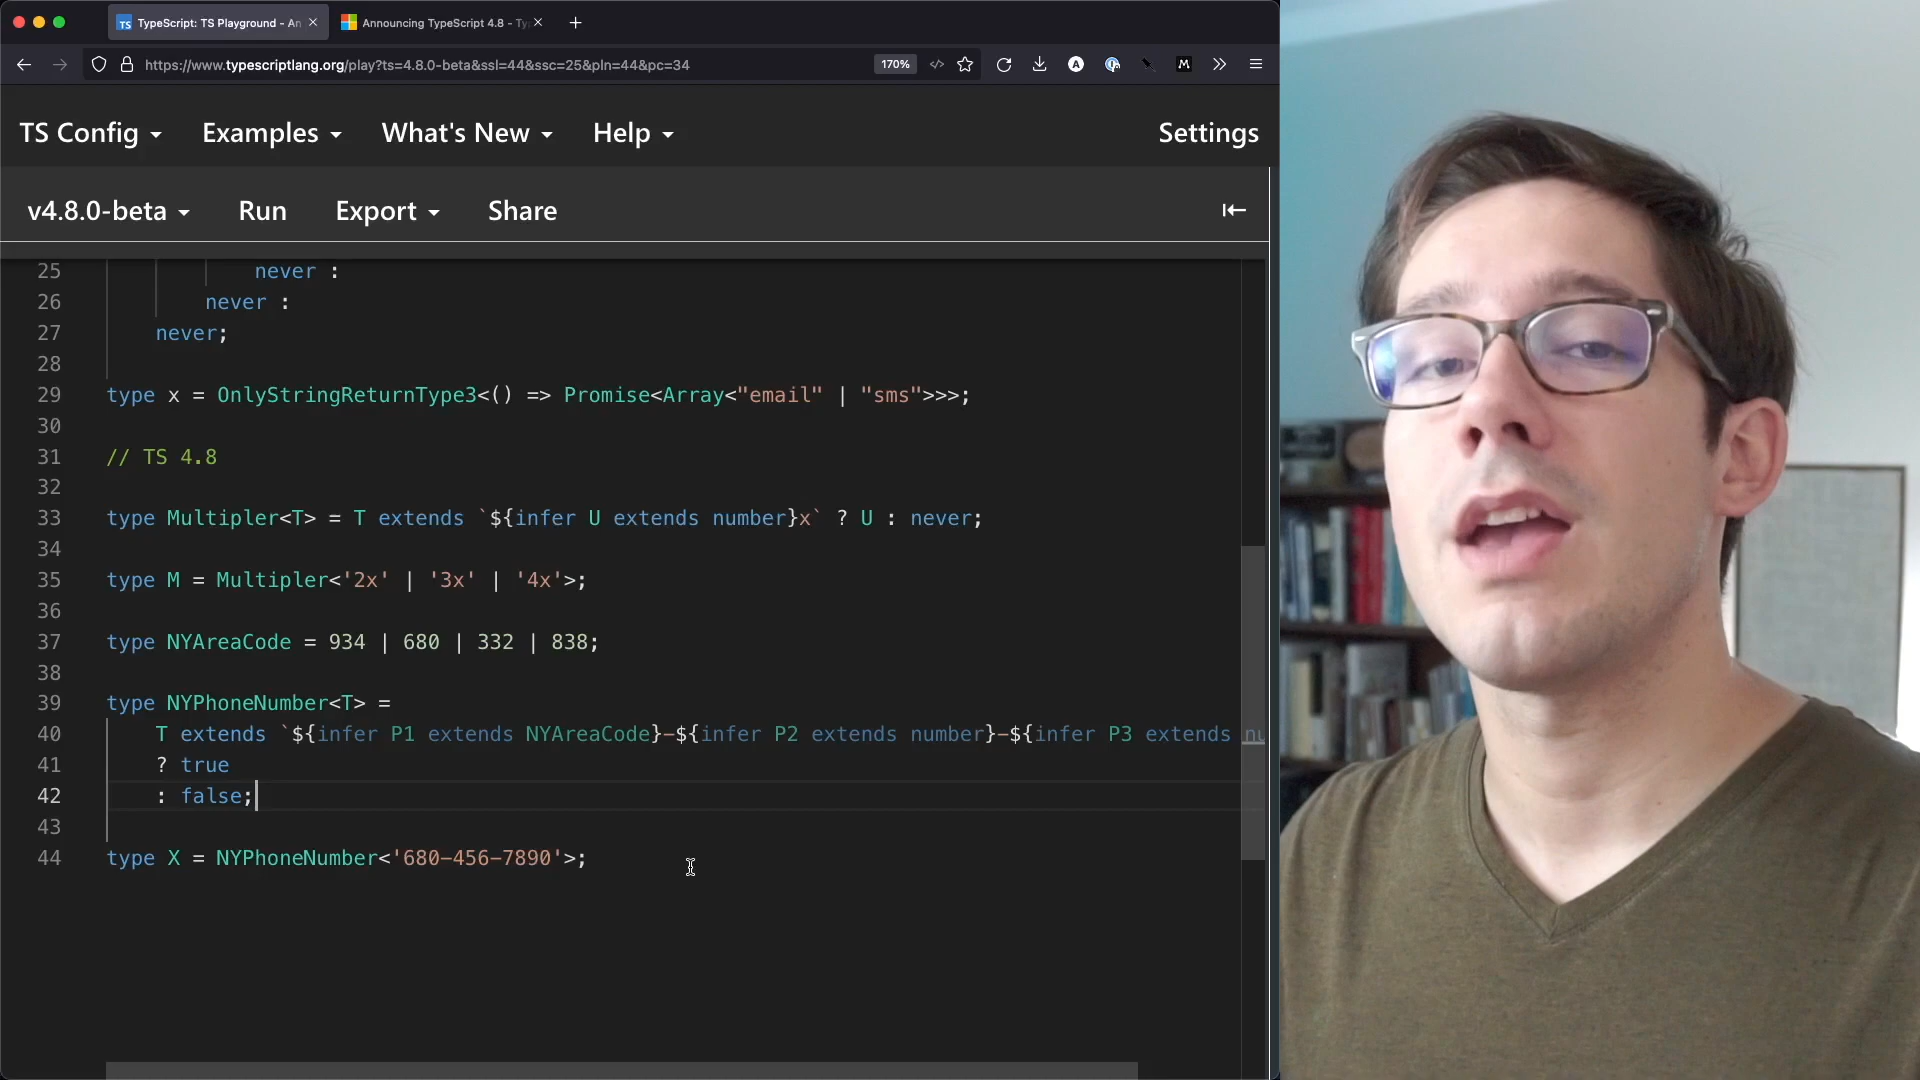 TypeScript: TS Playground - An
Announcing TypeScript 4.8 - Ty
https://www.typescriptlang.org/play?ts=4.8.0-beta&ssl=44&ssc=25&pln=44&pc=34
170%
TS Config
Examples
What's New
Help
Settings
v4.8.0-beta
Run
Export
Share
25 never :
26 never :
27 never;
28
29 type x = OnlyStringReturnType3<() => Promise<Array<"email" | "sms">>>;
30
31 // TS 4.8
32
33 type Multipler<T> = T extends `${infer U extends number}x` ? U : never;
34
35 type M = Multipler<'2x' | '3x' | '4x'>;
36
37 type NYAreaCode = 934 | 680 | 332 | 838;
38
39 type NYPhoneNumber<T> =
40 T extends `${infer P1 extends NYAreaCode}-${infer P2 extends number}-${infer P3 extends nu
41 ? true
42 : false;
43
44 type X = NYPhoneNumber<'680-456-7890'>;